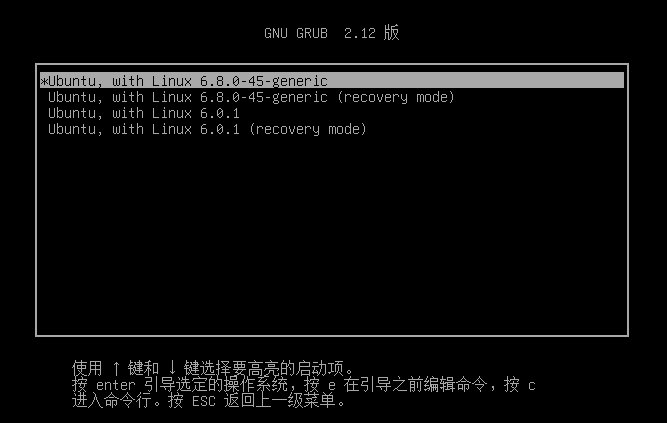 GNU GRUB 2.12 版
*Ubuntu, with Linux 6.8.0-45-generic
Ubuntu, with Linux 6.8.0-45-generic (recovery mode)
Ubuntu, with Linux 6.0.1
Ubuntu, with Linux 6.0.1 (recovery mode)
使用 ↑ 键和 ↓ 键选择要高亮的启动项。
按 enter 引导选定的操作系统, 按 e 在引导之前编辑命令, 按 c
进入命令行。按 ESC 返回上一级菜单。